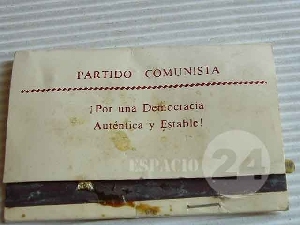 PARTIDO COMUNISTA
¡Por una Democracia
Auténtica y Estable!
ESPACIO 24